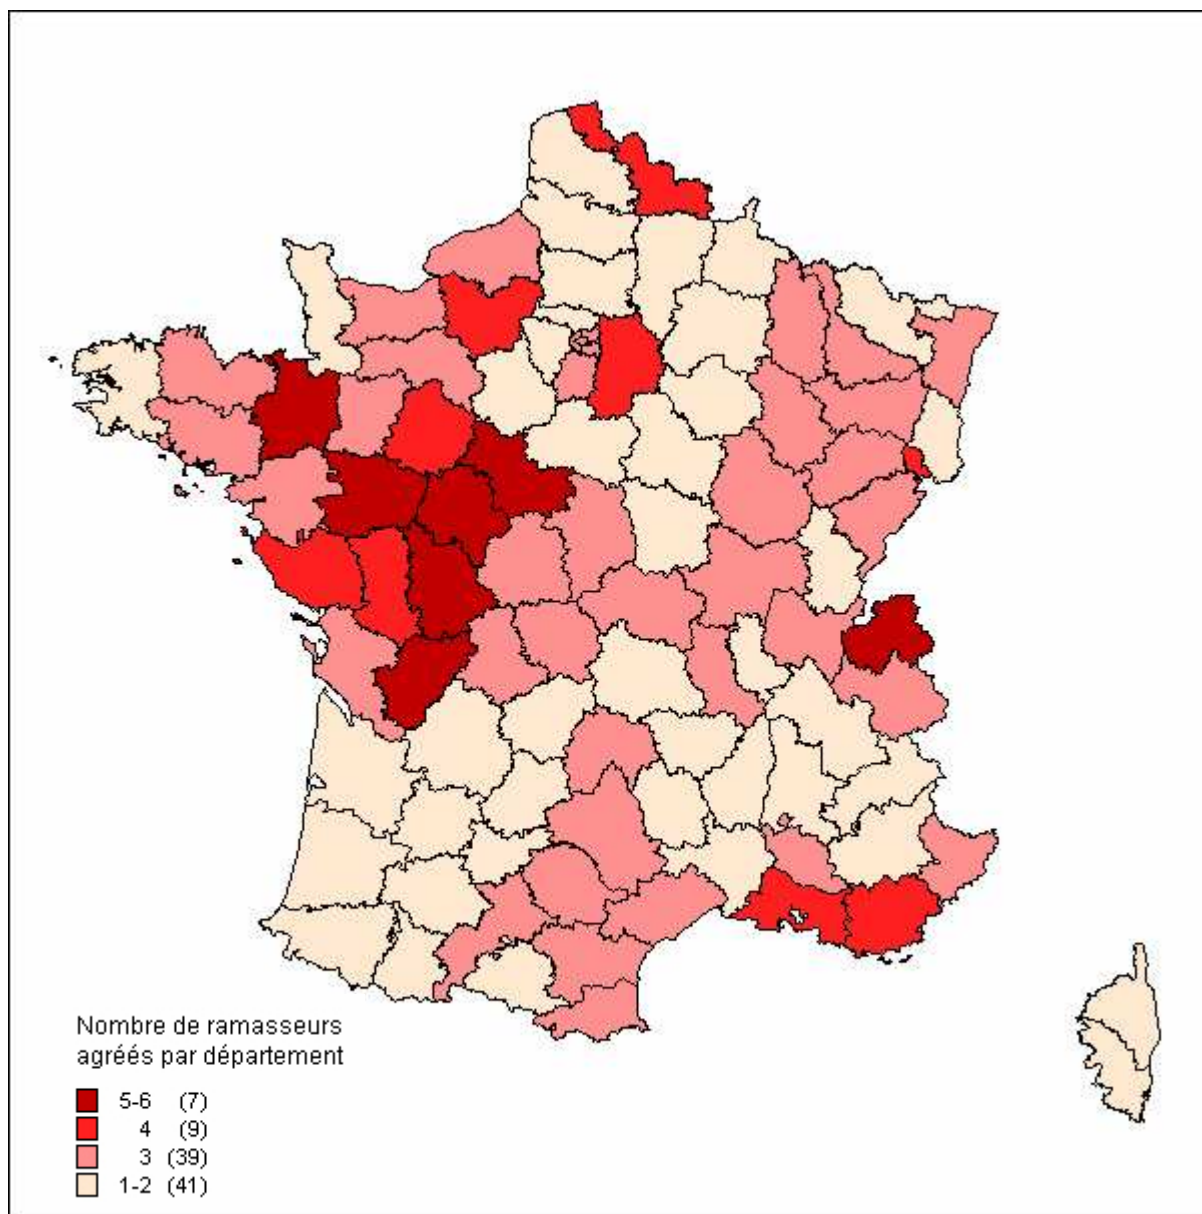 Nombre de ramasseurs
agréés par département
5-6 (7)
4 (9)
3 (39)
1-2 (41)